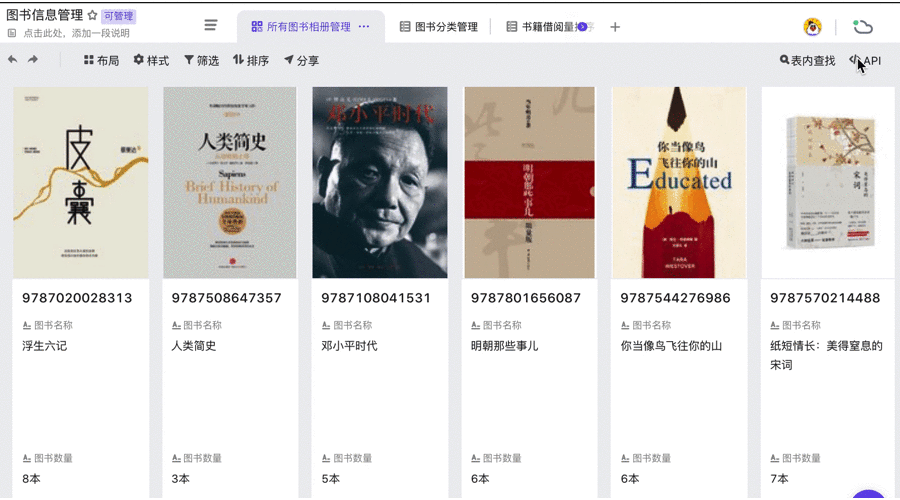 图书信息管理
可管理
点击此处，添加一段说明
所有图书相册管理
图书分类管理
书籍借阅量排序
布局
样式
筛选
排序
分享
表内查找
API
皮囊
蔡崇达
人类简史
Sapiens
Brief History of
Humankind
邓小平时代
明朝那些事儿
你当像鸟
飞往你的山
Educated
TARA
WESTOVER
宋词
9787020028313
9787508647357
9787108041531
9787801656087
9787544276986
9787570214488
图书名称
图书名称
图书名称
图书名称
图书名称
图书名称
浮生六记
人类简史
邓小平时代
明朝那些事儿
你当像鸟飞往你的山
纸短情长：美得窒息的
宋词
图书数量
图书数量
图书数量
图书数量
图书数量
图书数量
8本
3本
5本
6本
6本
7本